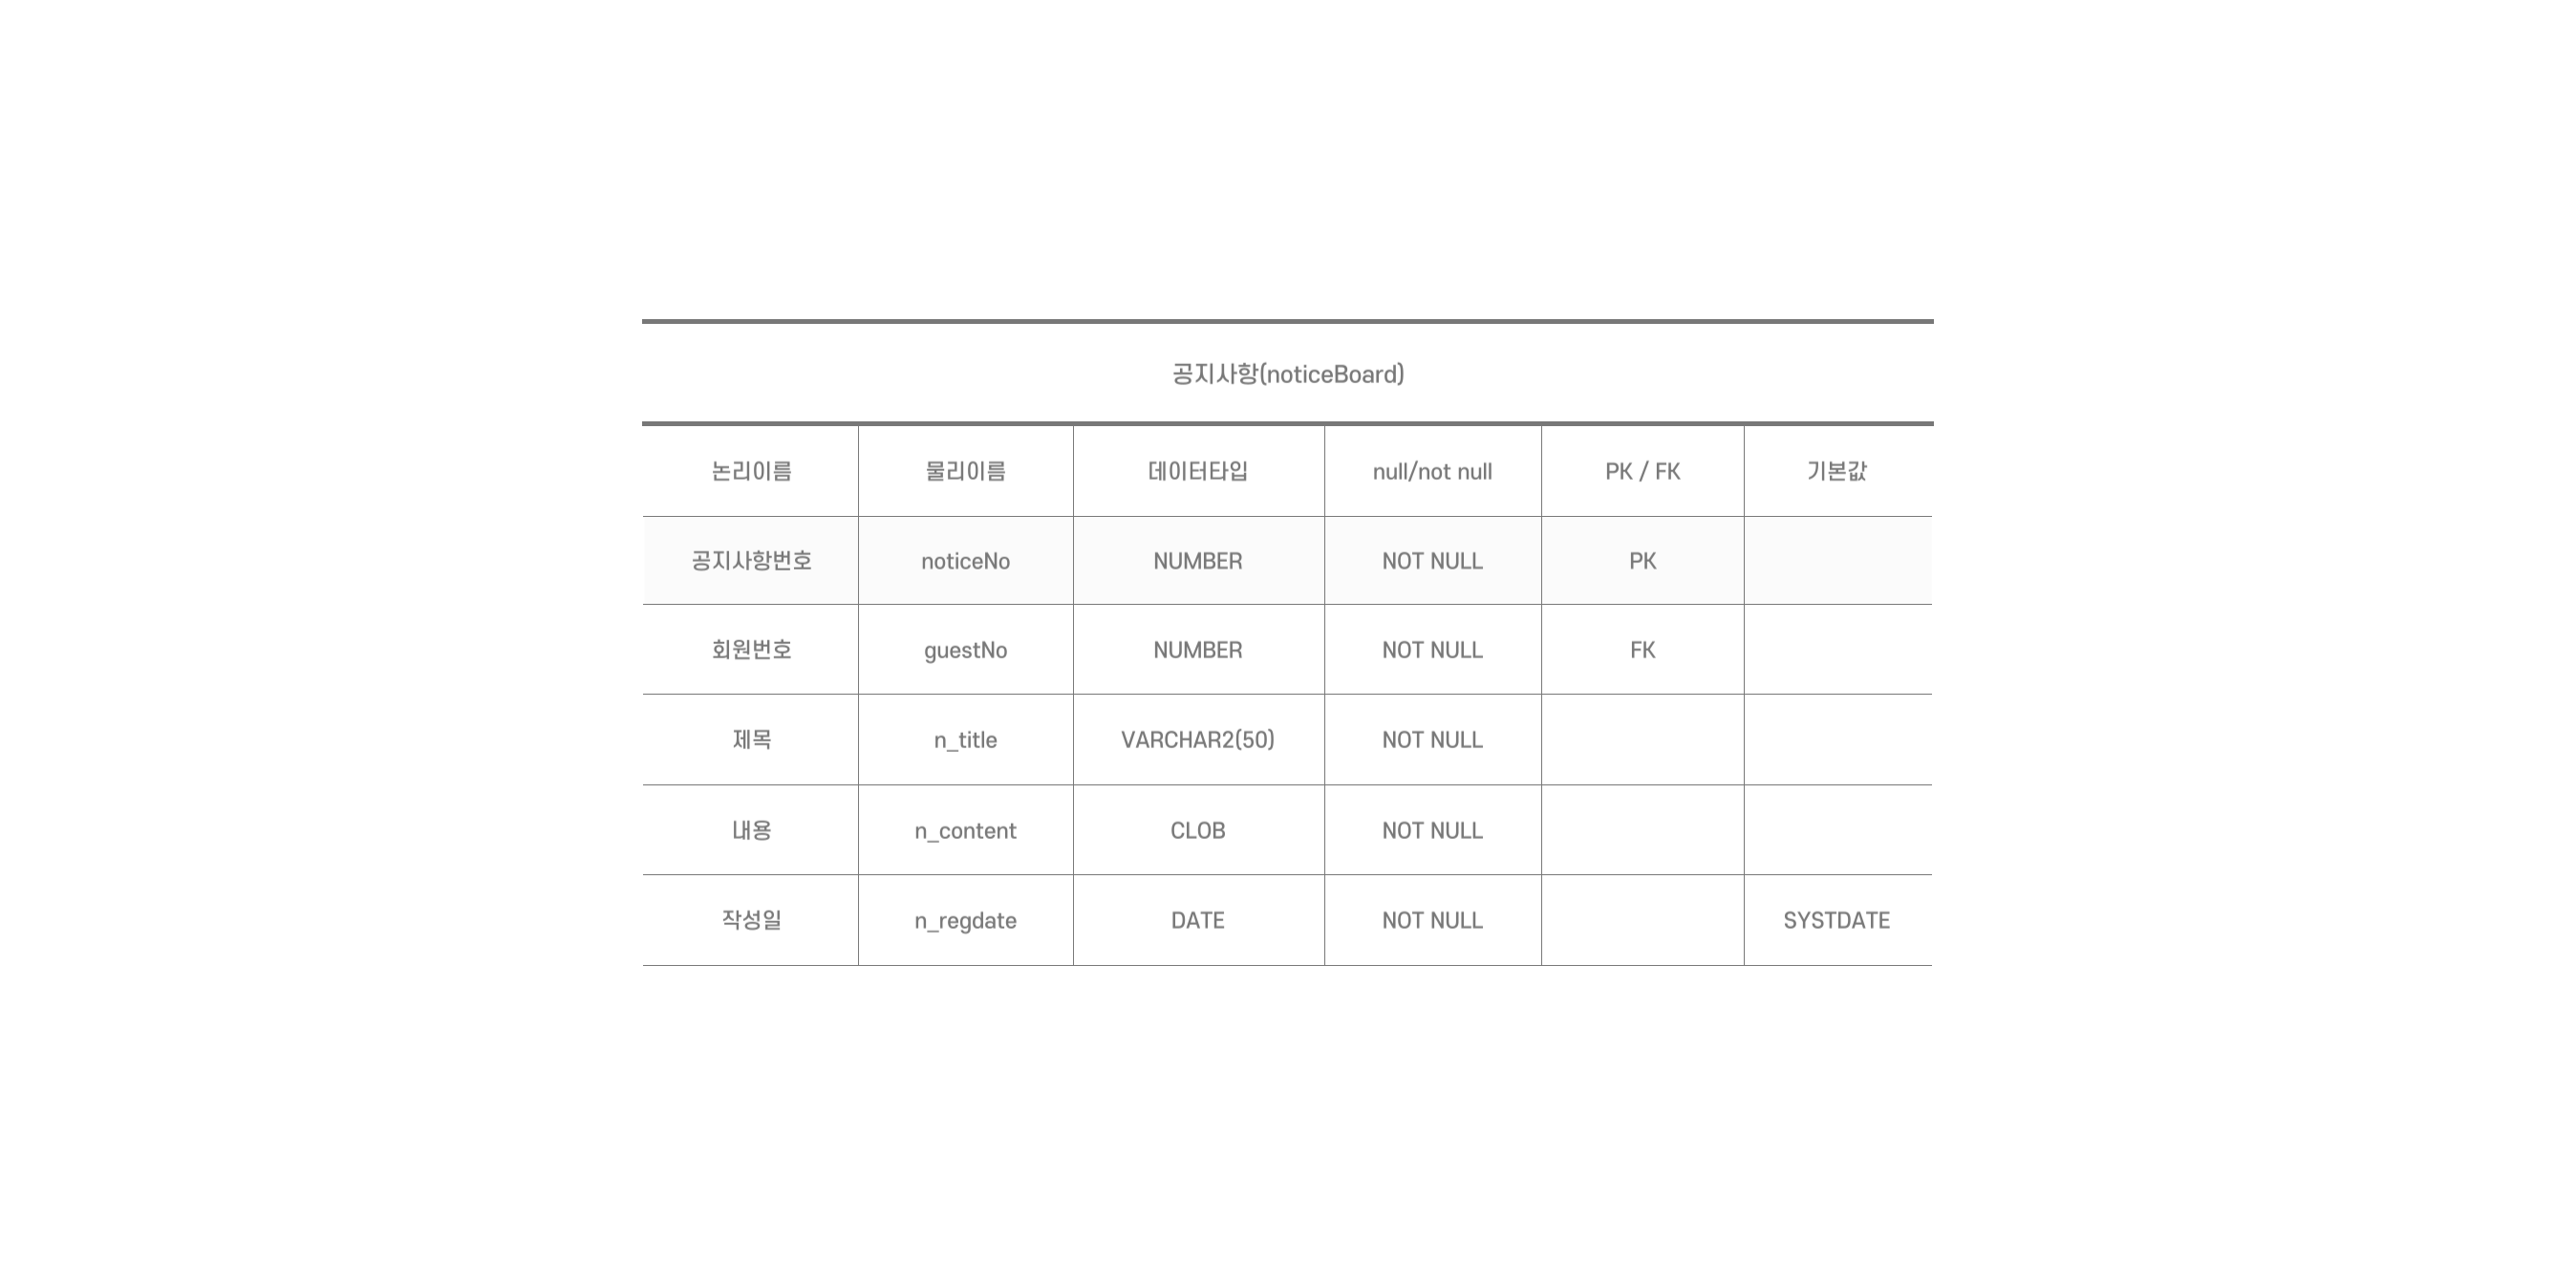 공지사항(noticeBoard)
논리이름 물리이름 데이터타입 null/not null PK / FK 기본값
공지사항번호 noticeNo NUMBER NOT NULL PK
회원번호 guestNo NUMBER NOT NULL FK
제목 n_title VARCHAR2(50) NOT NULL
내용 n_content CLOB NOT NULL
작성일 n_regdate DATE NOT NULL SYSTDATE